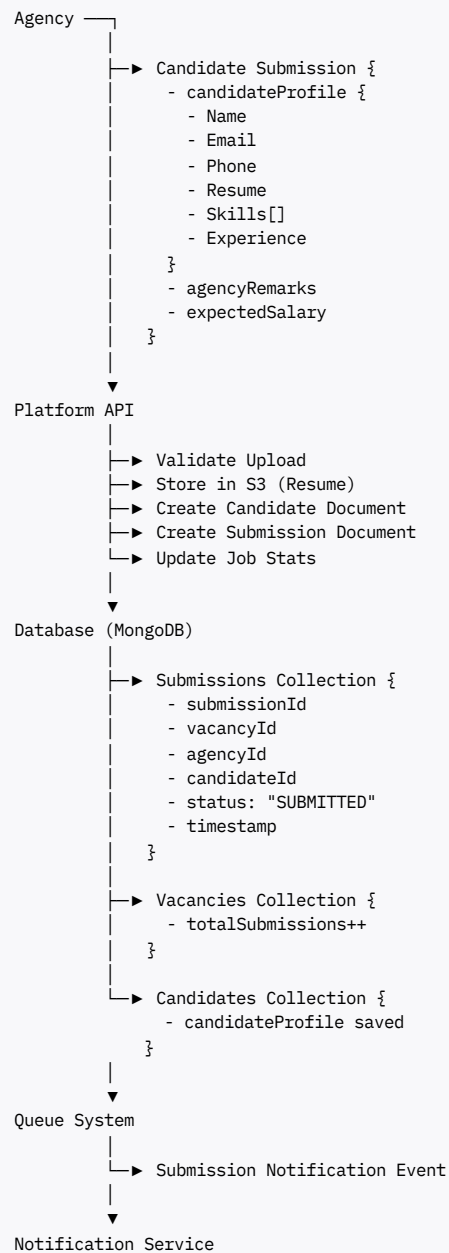 Agency
Candidate Submission {
- candidateProfile {
- Name
- Email
- Phone
- Resume
- Skills[]
- Experience
}
- agencyRemarks
- expectedSalary
}
Platform API
Validate Upload
Store in S3 (Resume)
Create Candidate Document
Create Submission Document
Update Job Stats
Database (MongoDB)
Submissions Collection {
- submissionId
- vacancyId
- agencyId
- candidateId
- status: "SUBMITTED"
- timestamp
}
Vacancies Collection {
- totalSubmissions++
}
Candidates Collection {
- candidateProfile saved
}
Queue System
Submission Notification Event
Notification Service